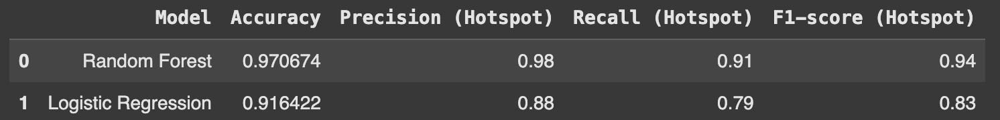 Model Accuracy Precision (Hotspot) Recall (Hotspot) F1-score (Hotspot)
0 Random Forest 0.970674 0.98 0.91 0.94
1 Logistic Regression 0.916422 0.88 0.79 0.83